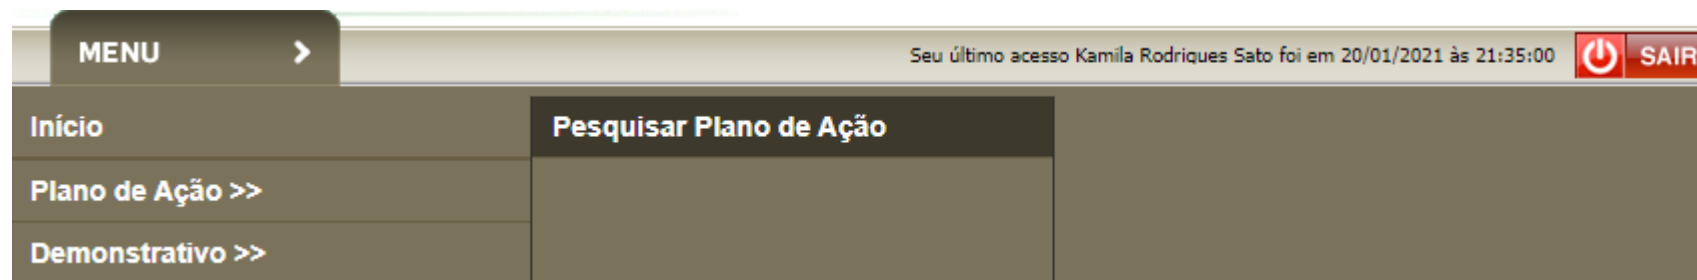 MENU
Seu último acesso Kamila Rodrigues Sato foi em 20/01/2021 às 21:35:00
SAIR
Início
Pesquisar Plano de Ação
Plano de Ação >>
Demonstrativo >>